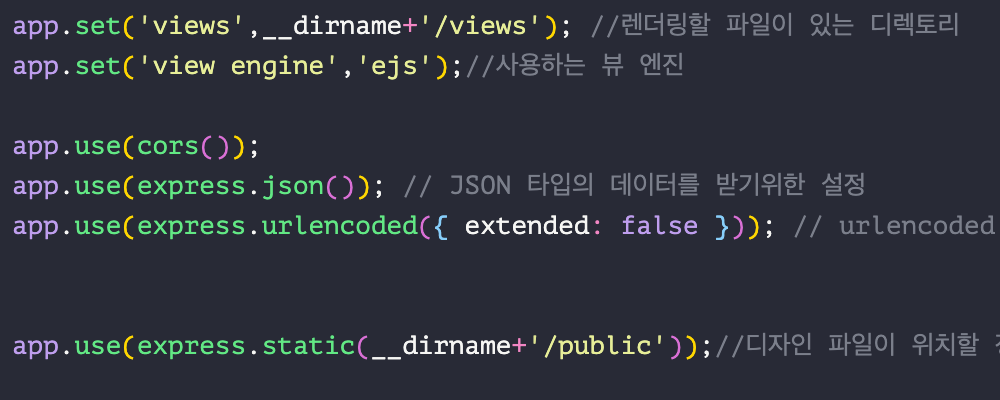 app.set('views',__dirname+'/views'); //렌더링할 파일이 있는 디렉토리
app.set('view engine','ejs');//사용하는 뷰 엔진
app.use(cors());
app.use(express.json()); // JSON 타입의 데이터를 받기위한 설정
app.use(express.urlencoded({ extended: false })); // urlencoded
app.use(express.static(__dirname+'/public'));//디자인 파일이 위치할